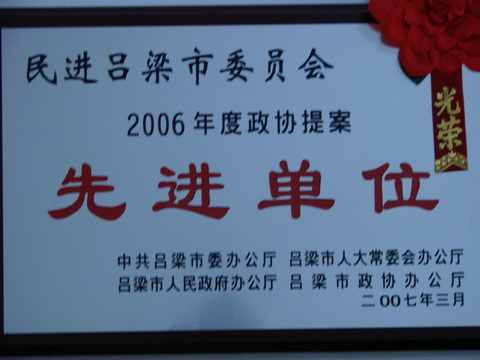 民进吕梁市委员会
光荣
2006年度政协提案
先进单位
中共吕梁市委办公厅 吕梁市人大常委会办公厅
吕梁市人民政府办公厅 吕梁市政协办公厅
二00七年三月